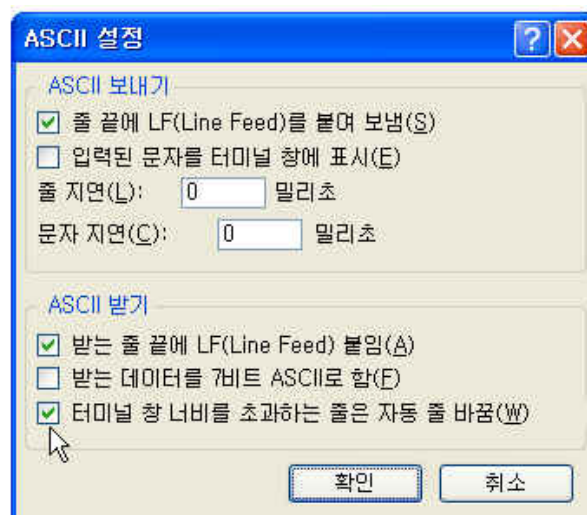 ASCII 설정
ASCII 보내기
줄 끝에 LF(Line Feed)를 붙여 보냄(S)
입력된 문자를 터미널 창에 표시(E)
줄 지연(L): 0 밀리초
문자 지연(C): 0 밀리초
ASCII 받기
받는 줄 끝에 LF(Line Feed) 붙임(A)
받는 데이터를 7비트 ASCII로 함(F)
터미널 창 너비를 초과하는 줄은 자동 줄 바꿈(W)
확인 취소